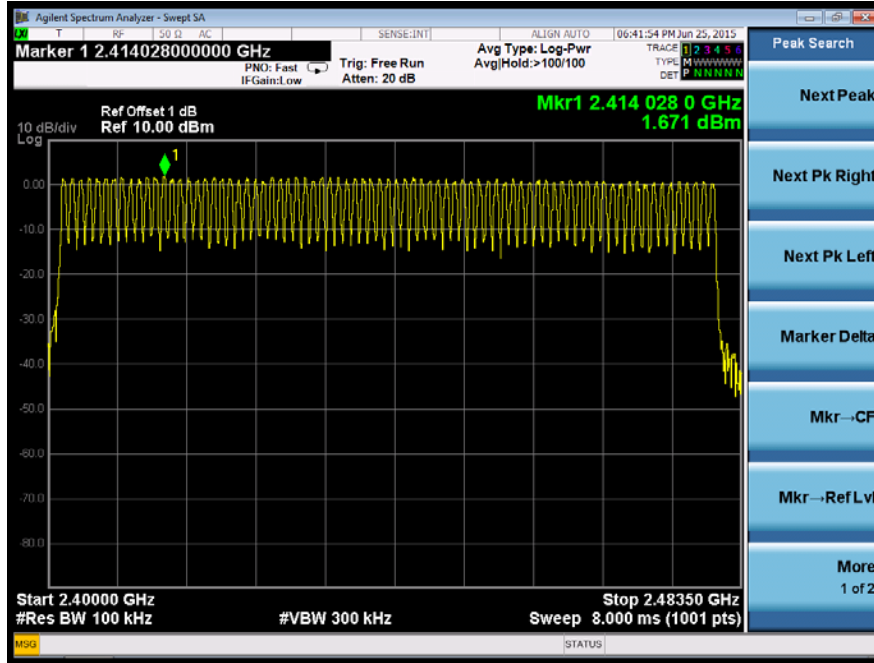 Agilent Spectrum Analyzer - Swept SA
T RF 50 Ω AC SENSE:INT ALIGN AUTO 06:41:54 PM Jun 25, 2015
Marker 1 2.414028000000 GHz
PNO: Fast
IFGain:Low
Trig: Free Run
Atten: 20 dB
Avg Type: Log-Pwr
Avg|Hold:>100/100
TRACE 1 2 3 4 5 6
TYPE M W W W W W
DET P N N N N N
Peak Search
Mkr1 2.414 028 0 GHz
1.671 dBm
Ref Offset 1 dB
10 dB/div Ref 10.00 dBm
Log
1
0.00
-10.0
-20.0
-30.0
-40.0
-50.0
-60.0
-70.0
-80.0
Start 2.40000 GHz Stop 2.48350 GHz
#Res BW 100 kHz #VBW 300 kHz Sweep 8.000 ms (1001 pts)
MSG STATUS
Next Peak
Next Pk Right
Next Pk Left
Marker Delta
Mkr→CF
Mkr→Ref Lvl
More
1 of 2